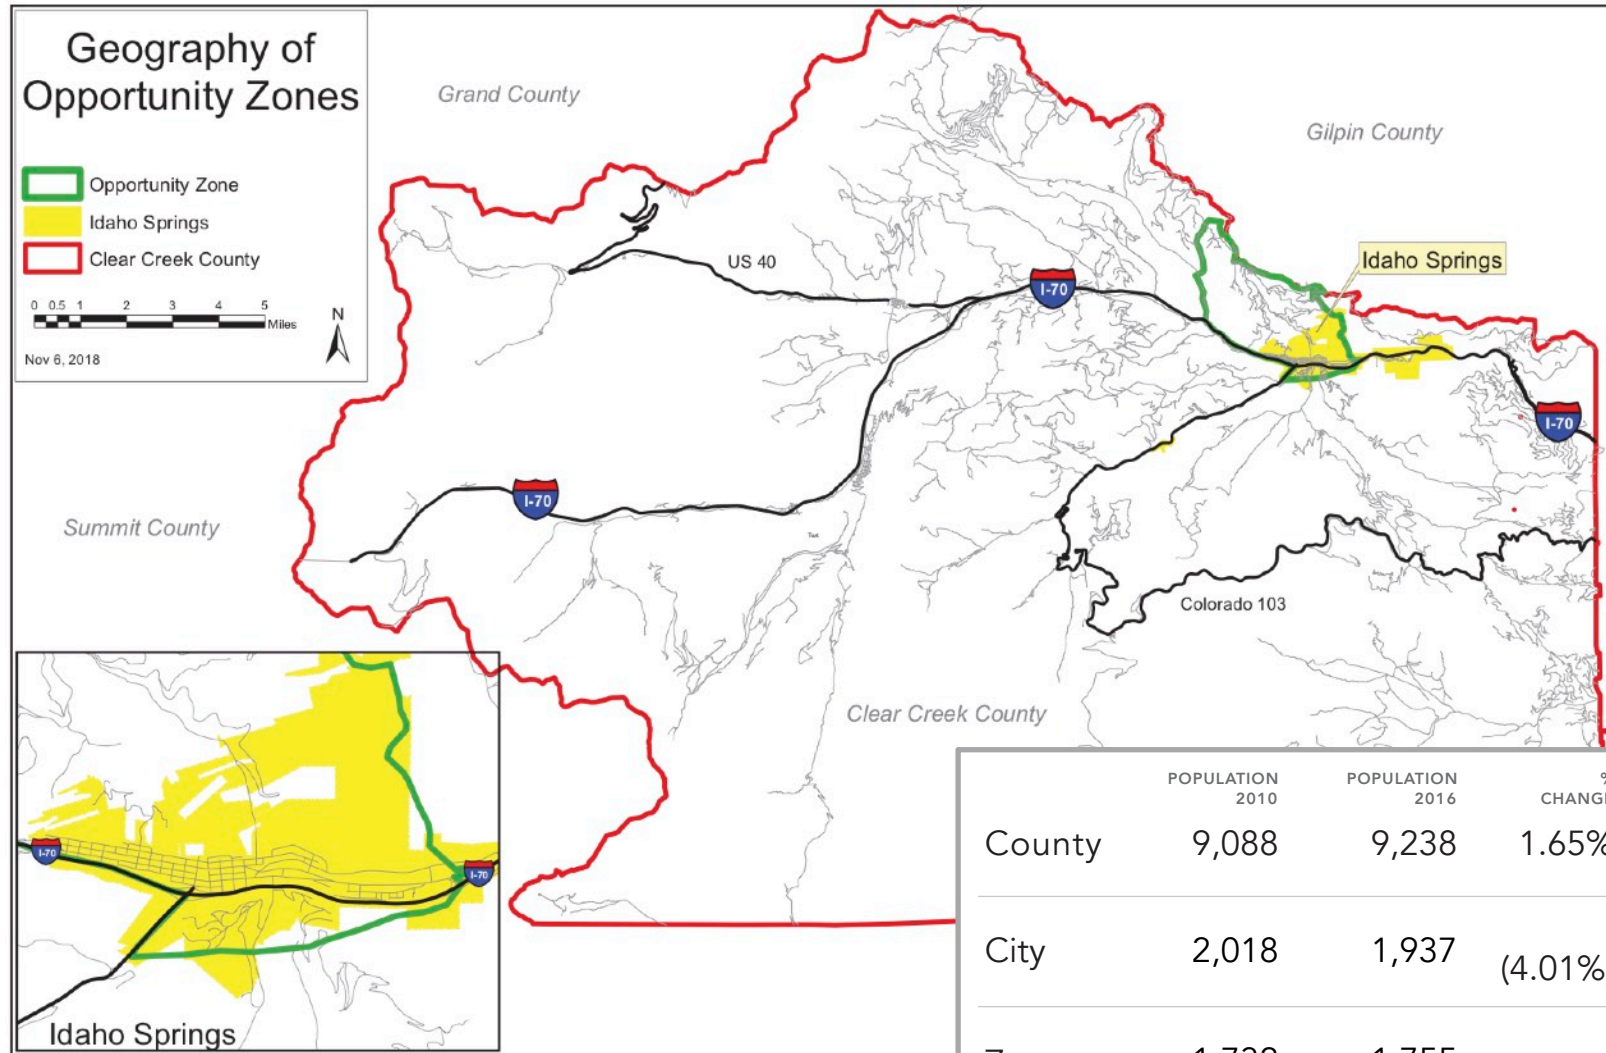 Geography of
Opportunity Zones
Opportunity Zone
Idaho Springs
Clear Creek County
0 0.5 1 2 3 4 5
Miles
N
Nov 6, 2018
Grand County
Gilpin County
US 40
I-70
Idaho Springs
I-70
I-70
Summit County
Colorado 103
Clear Creek County
I-70
I-70
Idaho Springs
POPULATION 2010 POPULATION 2016 %
County 9,088 9,238 1.65%
City 2,018 1,937 (4.01%